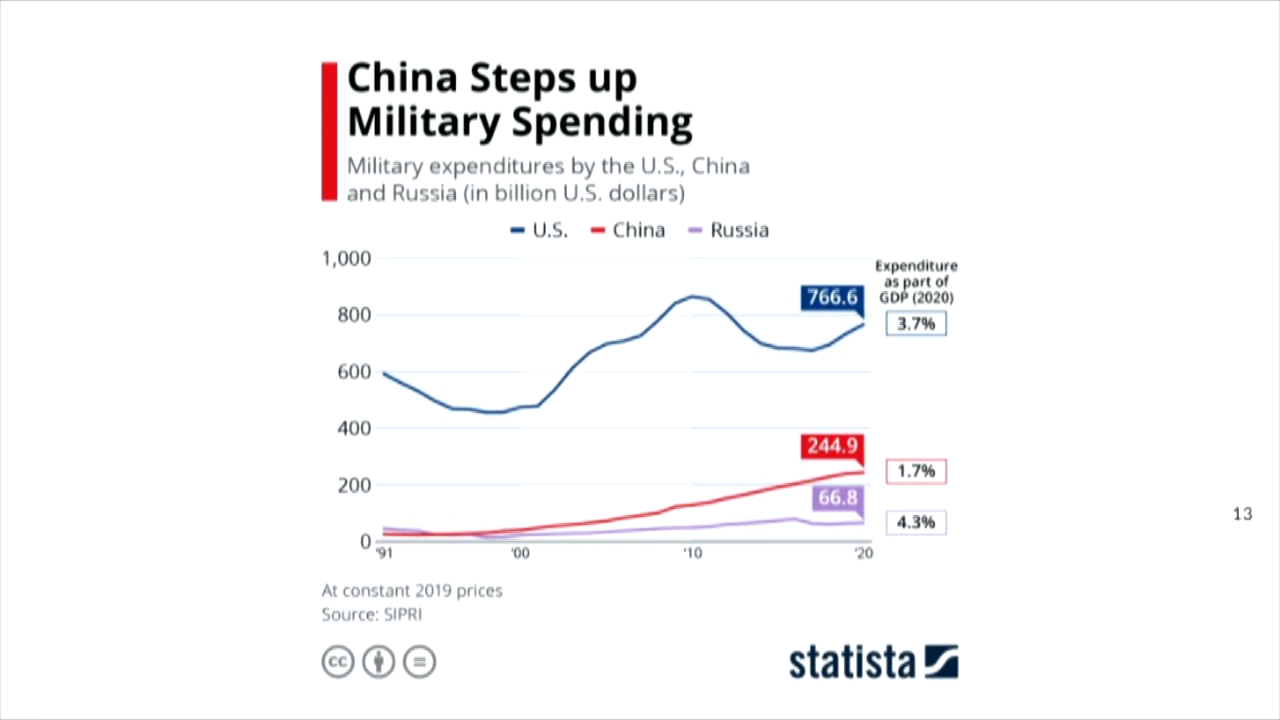 China Steps up
Military Spending
Military expenditures by the U.S., China
and Russia (in billion U.S. dollars)
U.S. China Russia
1,000
800
600
400
200
0
'91 '00 '10 '20
766.6
244.9
66.8
Expenditure
as part of
GDP (2020)
3.7%
1.7%
4.3%
13
At constant 2019 prices
Source: SIPRI
cc
statista